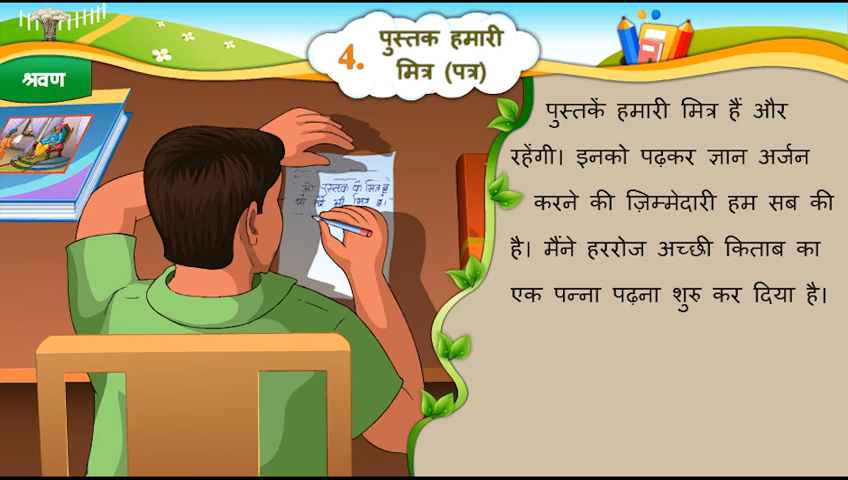 4.
पुस्तक हमारी
मित्र (पत्र)
श्रवण
पुस्तकें हमारी मित्र हैं और
रहेंगी। इनको पढ़कर ज्ञान अर्जन
करने की ज़िम्मेदारी हम सब की
है। मैंने हररोज अच्छी किताब का
एक पन्ना पढ़ना शुरु कर दिया है।
जो पुस्तक के मित्र है
भी मित्र है।"